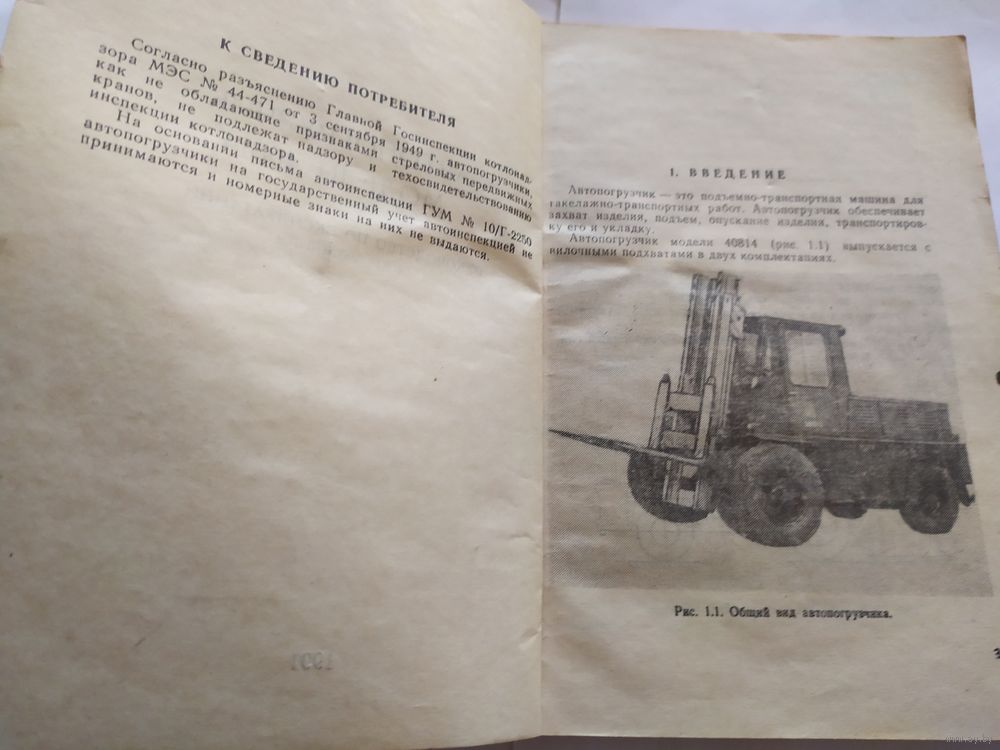 К СВЕДЕНИЮ ПОТРЕБИТЕЛЯ
Согласно разъяснению Главной Госинспекции котлонад-
зора МЭС № 44-471 от 3 сентября 1949 г. автопогрузчики,
как не обладающие признаками стреловых передвижных
кранов, не подлежат надзору и техосвидетельствованию
инспекции котлонадзора.
На основании письма автоинспекции ГУМ № 10/Г-2250
автопогрузчики на государственный учет автоинспекцией не
принимаются и номерные знаки на них не выдаются.
1991
1. ВВЕДЕНИЕ
Автопогрузчик — это подъемно-транспортная машина для
такелажно-транспортных работ. Автопогрузчик обеспечивает
захват изделия, подъем, опускание изделия, транспортиров-
ку его и укладку.
Автопогрузчик модели 40814 (рис. 1.1) выпускается с
вилочными подхватами в двух комплектациях.
Рис. 1.1. Общий вид автопогрузчика.
3